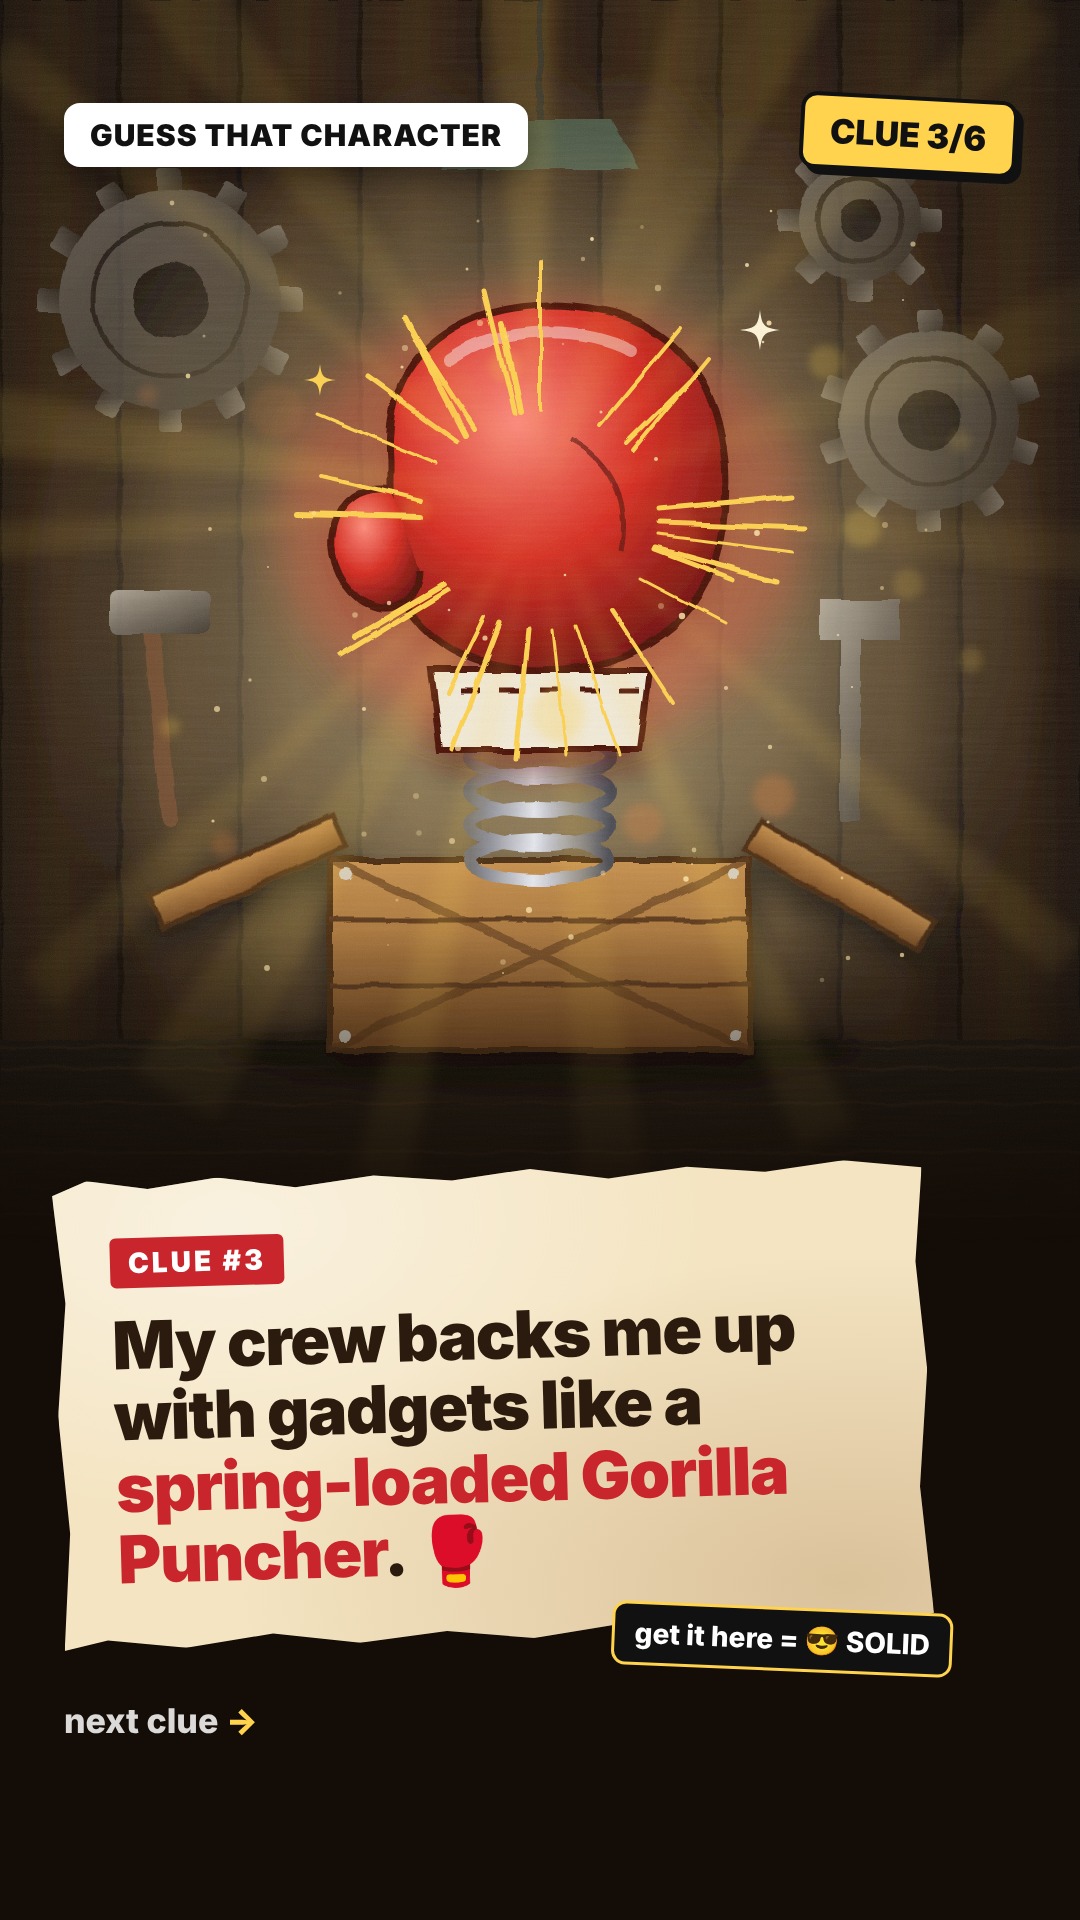 GUESS THAT CHARACTER
CLUE 3/6
CLUE #3
My crew backs me up
with gadgets like a
spring-loaded Gorilla
Puncher. 🥊
get it here = 😎 SOLID
next clue →